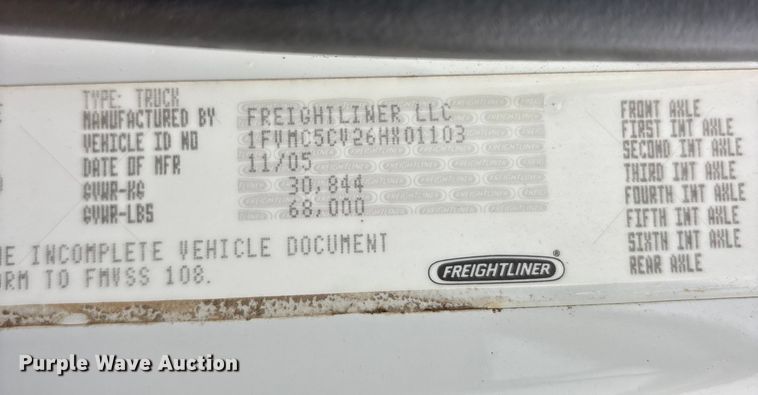 TYPE: TRUCK
MANUFACTURED BY FREIGHTLINER LLC
VEHICLE ID NO 1FVMC5CV26HX01103
DATE OF MFR 11/05
GVWR-KG 30,844
GVWR-LBS 68,000
INCOMPLETE VEHICLE DOCUMENT
TO FMVSS 108.
FREIGHTLINER®
FRONT AXLE
FIRST INT AXLE
SECOND INT AXLE
THIRD INT AXLE
FOURTH INT AXLE
FIFTH INT AXLE
SIXTH INT AXLE
REAR AXLE
Purple Wave Auction